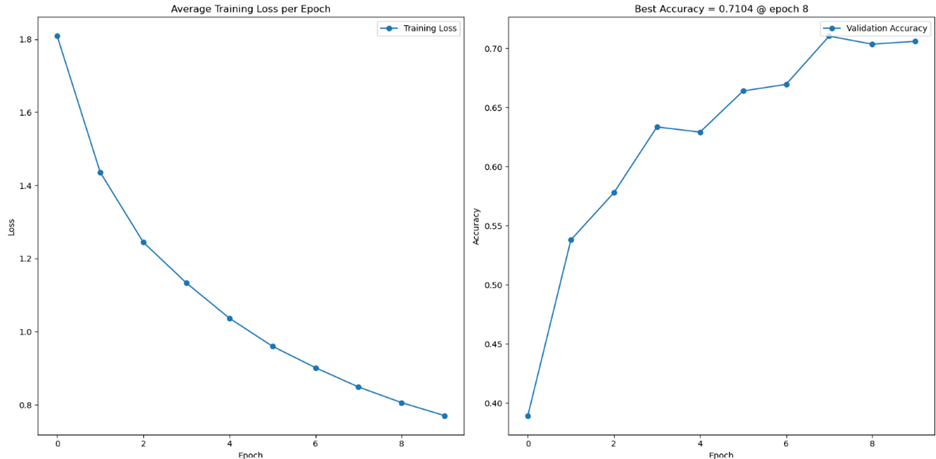 Average Training Loss per Epoch
Training Loss
1.8
1.6
1.4
1.2
1.0
0.8
Loss
0
2
4
6
8
Epoch
Best Accuracy = 0.7104 @ epoch 8
Validation Accuracy
0.70
0.65
0.60
0.55
0.50
0.45
0.40
Accuracy
0
2
4
6
8
Epoch